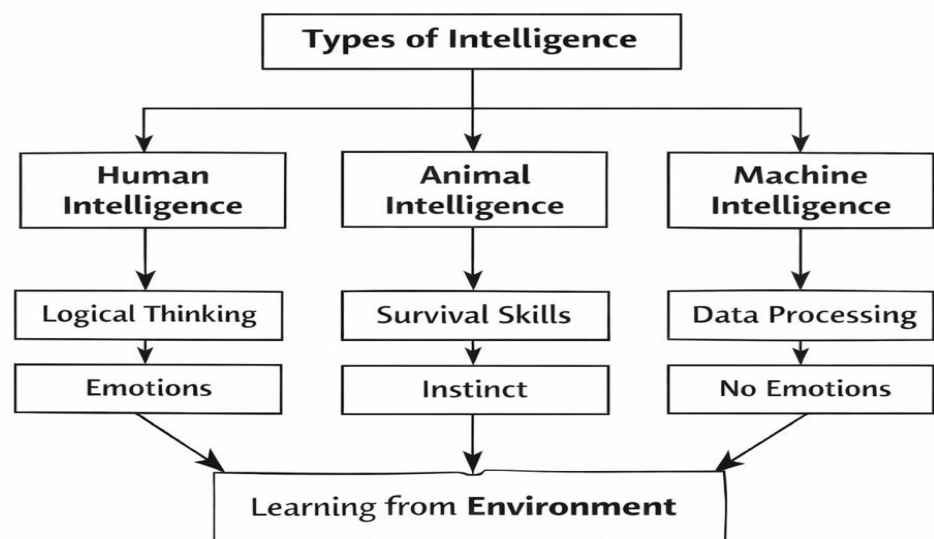 Types of Intelligence
Human
Intelligence
Animal
Intelligence
Machine
Intelligence
Logical Thinking
Survival Skills
Data Processing
Emotions
Instinct
No Emotions
Learning from Environment